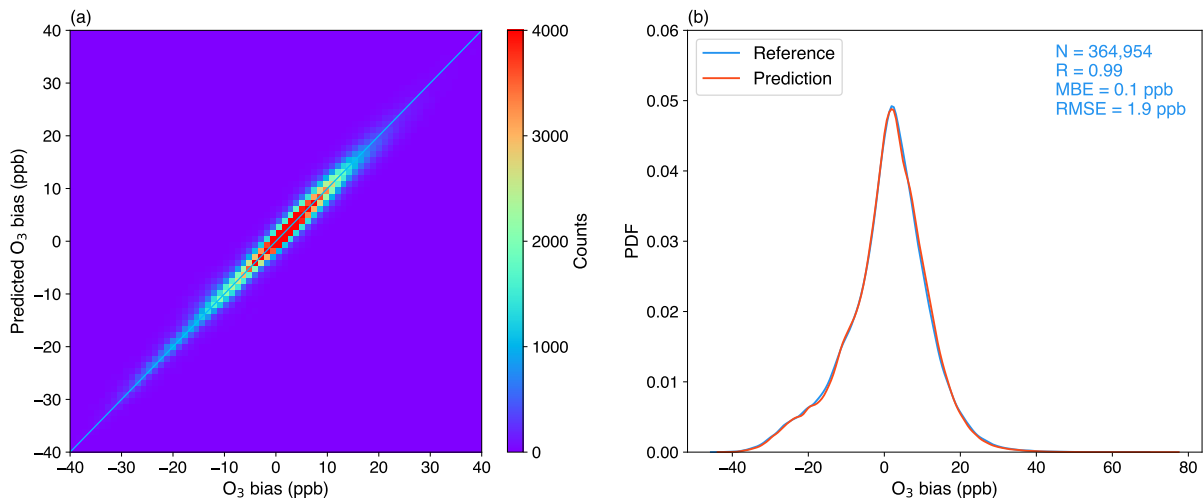 (a)
40
30
20
10
0
−10
−20
−30
−40
Predicted O₃ bias (ppb)
−40 −30 −20 −10 0 10 20 30 40
O₃ bias (ppb)
4000
3000
2000
1000
0
Counts
(b)
Reference
Prediction
N = 364,954
R = 0.99
MBE = 0.1 ppb
RMSE = 1.9 ppb
0.06
0.05
0.04
0.03
0.02
0.01
0.00
PDF
−40 −20 0 20 40 60 80
O₃ bias (ppb)